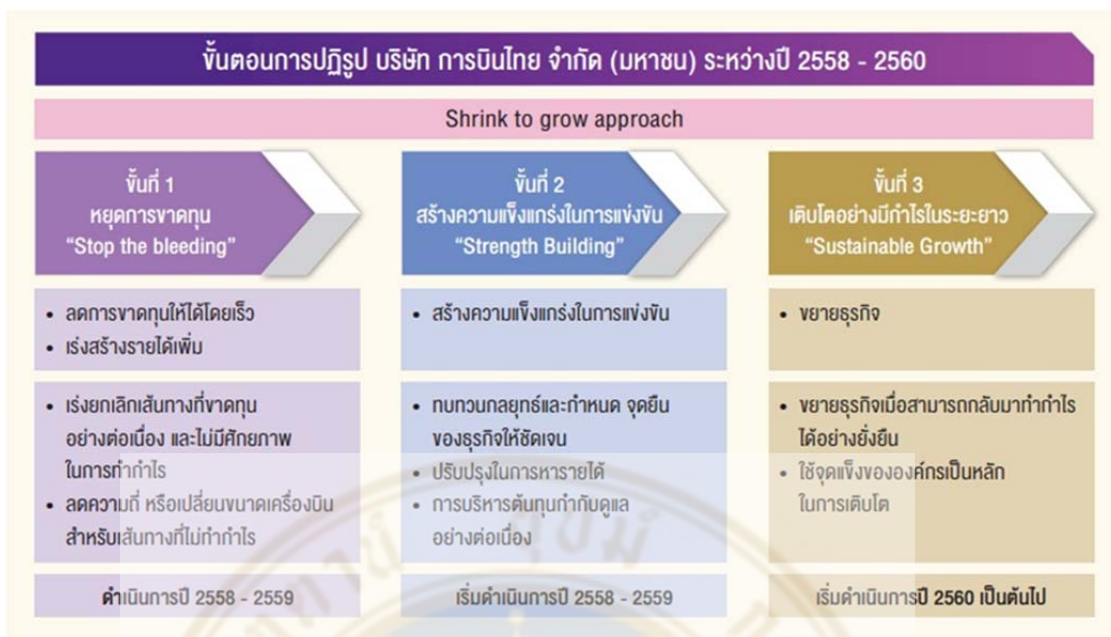 ขั้นตอนการปฏิรูป บริษัท การบินไทย จำกัด (มหาชน) ระหว่างปี 2558 - 2560
Shrink to grow approach
ขั้นที่ 1
หยุดการขาดทุน
“Stop the bleeding”
• ลดการขาดทุนให้ได้โดยเร็ว
• เร่งสร้างรายได้เพิ่ม
• เร่งยกเลิกเส้นทางที่ขาดทุน
อย่างต่อเนื่อง และไม่มีศักยภาพ
ในการทำกำไร
• ลดความถี่ หรือเปลี่ยนขนาดเครื่องบิน
สำหรับเส้นทางที่ไม่ทำกำไร
ดำเนินการปี 2558 - 2559
ขั้นที่ 2
สร้างความแข็งแกร่งในการแข่งขัน
“Strength Building”
• สร้างความแข็งแกร่งในการแข่งขัน
• ทบทวนกลยุทธ์และกำหนด จุดยืน
ของธุรกิจให้ชัดเจน
• ปรับปรุงในการหารายได้
• การบริหารต้นทุนกำกับดูแล
อย่างต่อเนื่อง
เริ่มดำเนินการปี 2558 - 2559
ขั้นที่ 3
เติบโตอย่างมีกำไรในระยะยาว
“Sustainable Growth”
• ขยายธุรกิจ
• ขยายธุรกิจเมื่อสามารถกลับมาทำกำไร
ได้อย่างยั่งยืน
• ใช้จุดแข็งขององค์กรเป็นหลัก
ในการเติบโต
เริ่มดำเนินการปี 2560 เป็นต้นไป